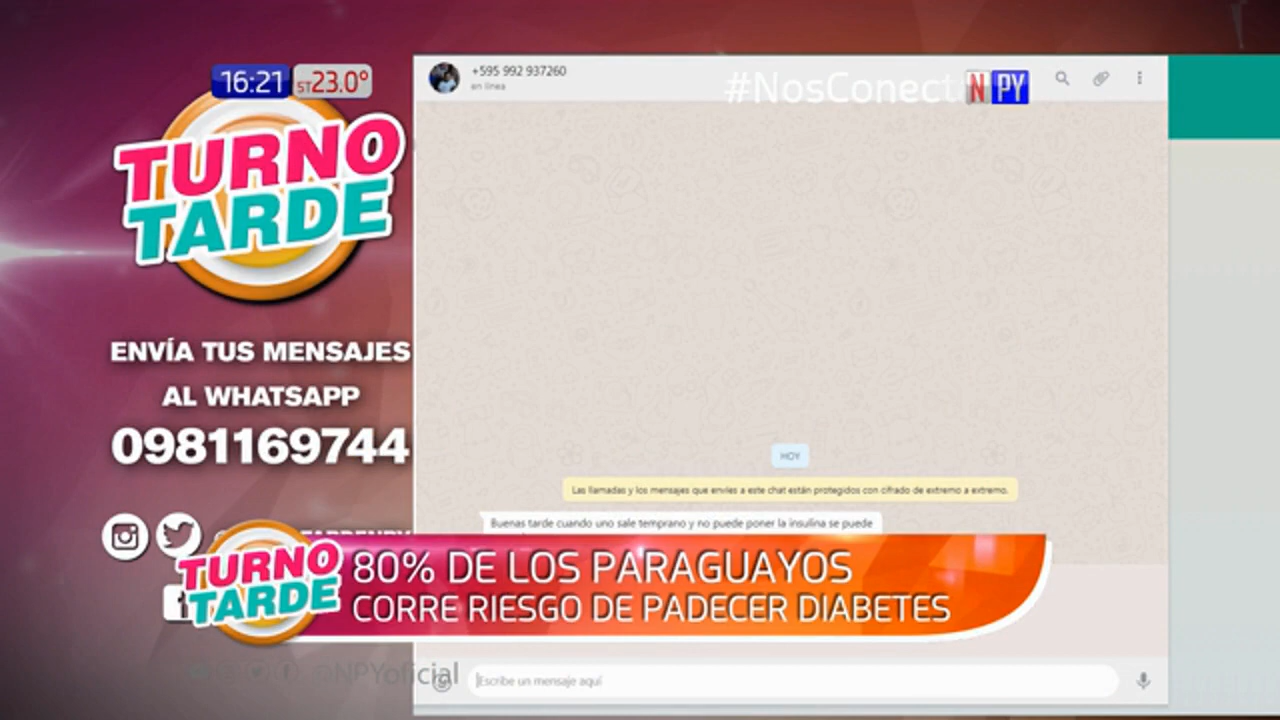 16:21 ST 23.0°
TURNO
TARDE
ENVÍA TUS MENSAJES
AL WHATSAPP
0981169744
+595 992 937260
en línea
#NosConect
NPY
HOY
Las llamadas y los mensajes que envíes a este chat están protegidos con cifrado de extremo a extremo.
Buenas tarde cuando uno sale temprano y no puede poner la insulina se puede
TURNO
TARDE
80% DE LOS PARAGUAYOS
CORRE RIESGO DE PADECER DIABETES
@NPYoficial
Escribe un mensaje aquí